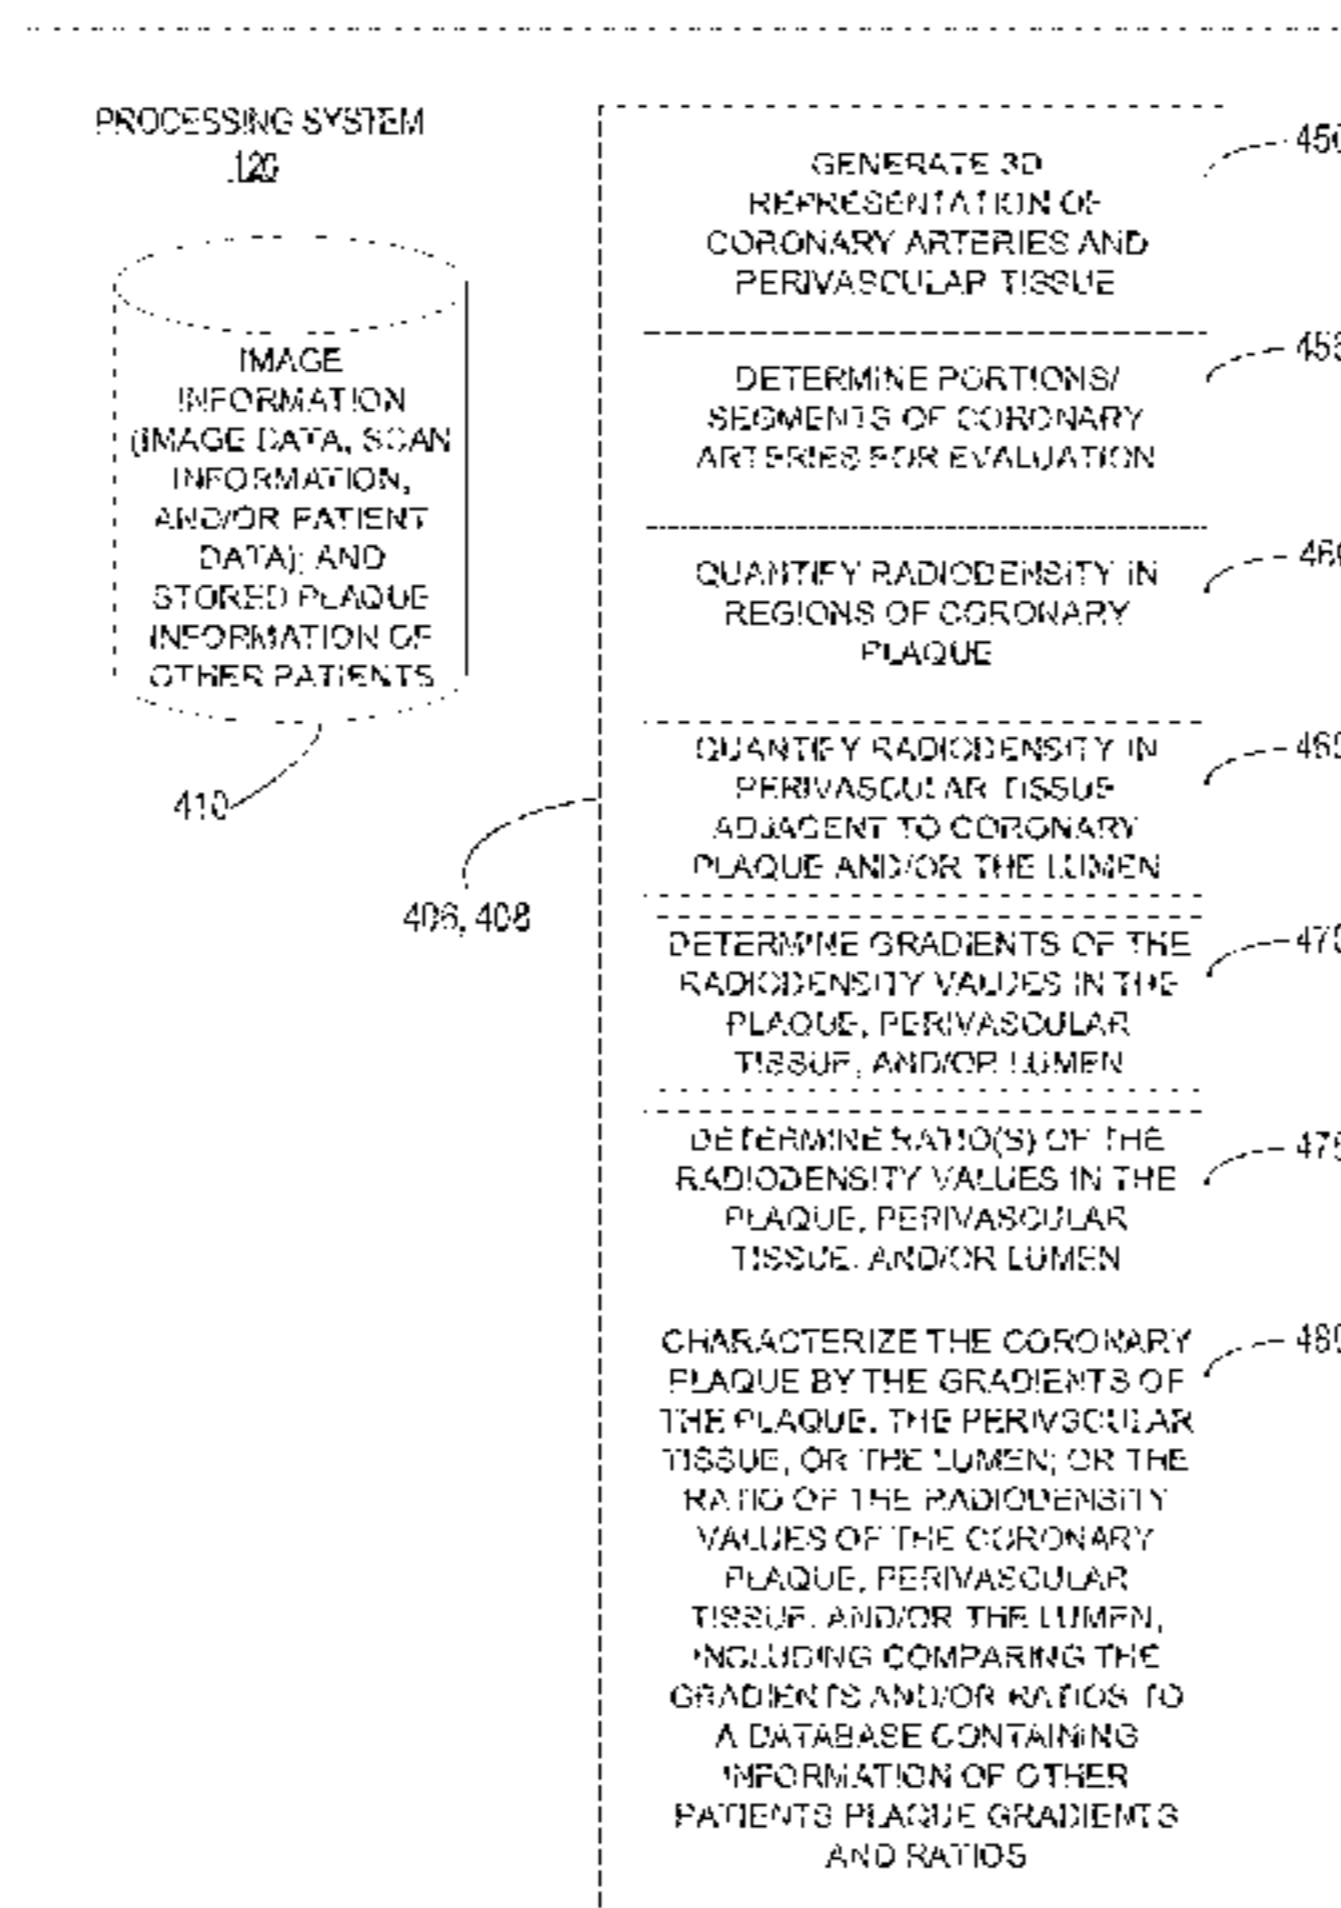 PROCESSING SYSTEM
120
IMAGE
INFORMATION
(IMAGE DATA, SCAN
INFORMATION,
AND/OR PATIENT
DATA); AND
STORED PLAQUE
INFORMATION OF
OTHER PATIENTS
410
406, 408
GENERATE 3D
REPRESENTATION OF
CORONARY ARTERIES AND
PERIVASCULAR TISSUE
450
DETERMINE PORTIONS/
SEGMENTS OF CORONARY
ARTERIES FOR EVALUATION
QUANTIFY RADIODENSITY IN
REGIONS OF CORONARY
PLAQUE
460
QUANTIFY RADIODENSITY IN
PERIVASCULAR TISSUE
ADJACENT TO CORONARY
PLAQUE AND/OR THE LUMEN
DETERMINE GRADIENTS OF THE
RADIODENSITY VALUES IN THE
PLAQUE, PERIVASCULAR
TISSUE, AND/OR LUMEN
470
DETERMINE RATIO(S) OF THE
RADIODENSITY VALUES IN THE
PLAQUE, PERIVASCULAR
TISSUE, AND/OR LUMEN
475
CHARACTERIZE THE CORONARY
PLAQUE BY THE GRADIENTS OF
THE PLAQUE, THE PERIVSCULAR
TISSUE, OR THE LUMEN; OR THE
RATIO OF THE RADIODENSITY
VALUES OF THE CORONARY
PLAQUE, PERIVASCULAR
TISSUE, AND/OR THE LUMEN,
INCLUDING COMPARING THE
GRADIENTS AND/OR RATIOS TO
A DATABASE CONTAINING
INFORMATION OF OTHER
PATIENTS PLAQUE GRADIENTS
AND RATIOS
480